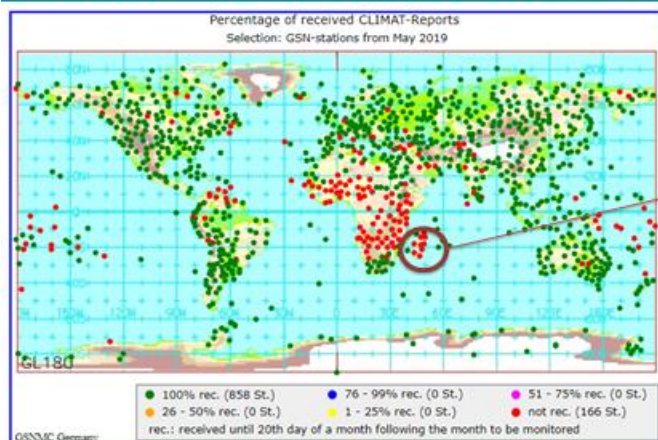 Percentage of received CLIMAT-Reports
Selection: GSN-stations from May 2019
GL180
100% rec. (858 St.)
76 - 99% rec. (0 St.)
51 - 75% rec. (0 St.)
26 - 50% rec. (0 St.)
1 - 25% rec. (0 St.)
not rec. (166 St.)
rec.: received until 20th day of a month following the month to be monitored
GSNMC Germany